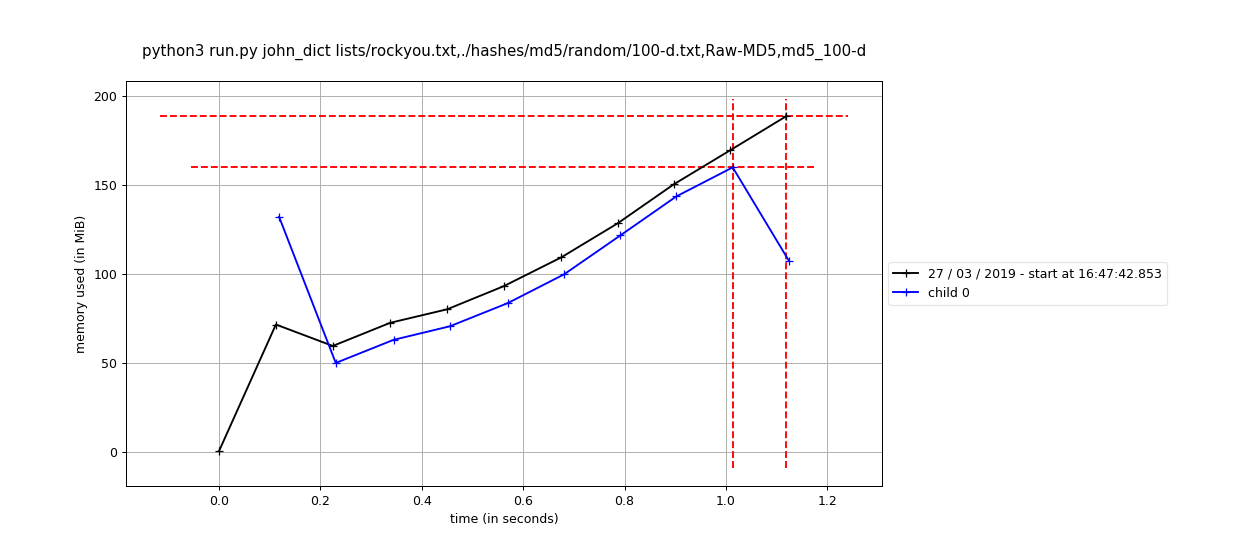 python3 run.py john_dict lists/rockyou.txt,./hashes/md5/random/100-d.txt,Raw-MD5,md5_100-d
200
150
100
50
0
memory used (in MiB)
0.0 0.2 0.4 0.6 0.8 1.0 1.2
time (in seconds)
27 / 03 / 2019 - start at 16:47:42.853
child 0